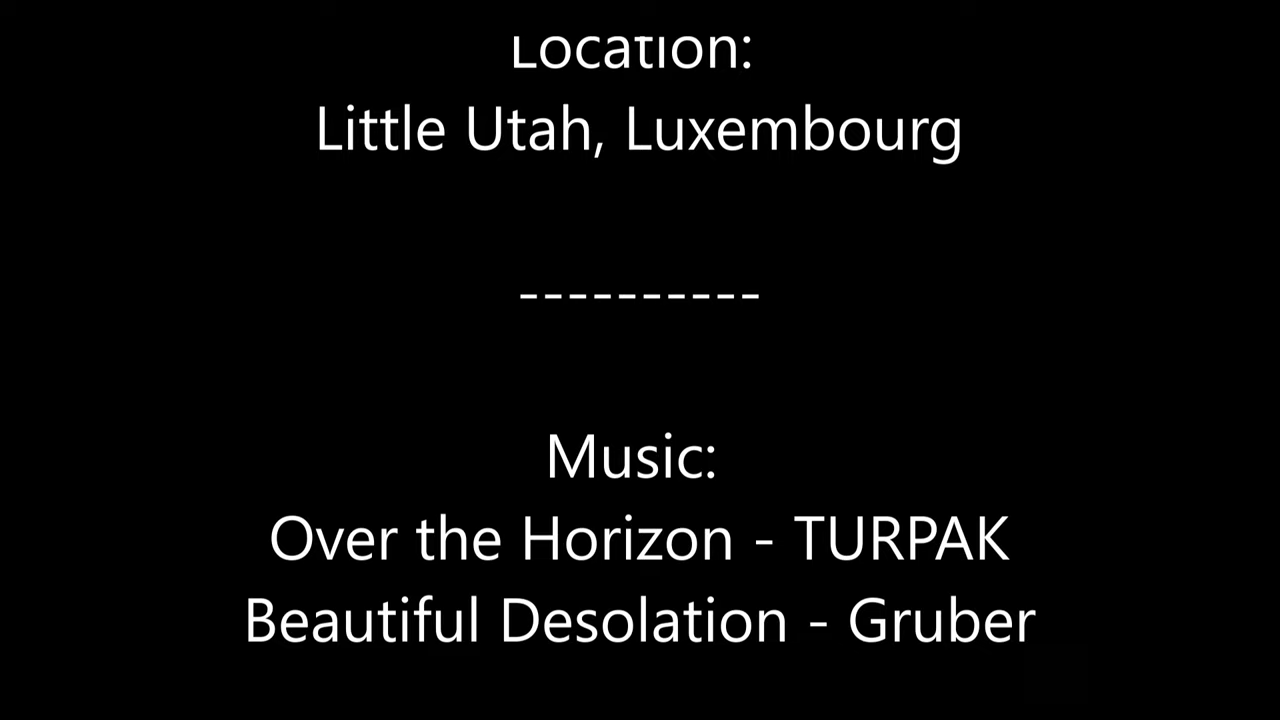 Location:
Little Utah, Luxembourg
----------
Music:
Over the Horizon - TURPAK
Beautiful Desolation - Gruber